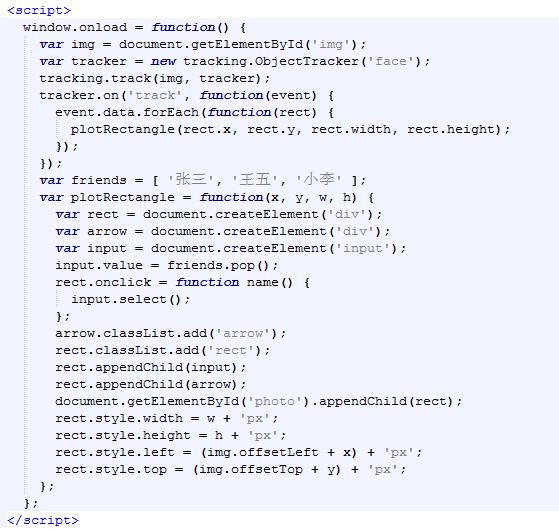 <script>
window.onload = function() {
var img = document.getElementById('img');
var tracker = new tracking.ObjectTracker('face');
tracking.track(img, tracker);
tracker.on('track', function(event) {
event.data.forEach(function(rect) {
plotRectangle(rect.x, rect.y, rect.width, rect.height);
});
});
var friends = [ '张三', '王五', '小李' ];
var plotRectangle = function(x, y, w, h) {
var rect = document.createElement('div');
var arrow = document.createElement('div');
var input = document.createElement('input');
input.value = friends.pop();
rect.onclick = function name() {
input.select();
};
arrow.classList.add('arrow');
rect.classList.add('rect');
rect.appendChild(input);
rect.appendChild(arrow);
document.getElementById('photo').appendChild(rect);
rect.style.width = w + 'px';
rect.style.height = h + 'px';
rect.style.left = (img.offsetLeft + x) + 'px';
rect.style.top = (img.offsetTop + y) + 'px';
};
};
</script>